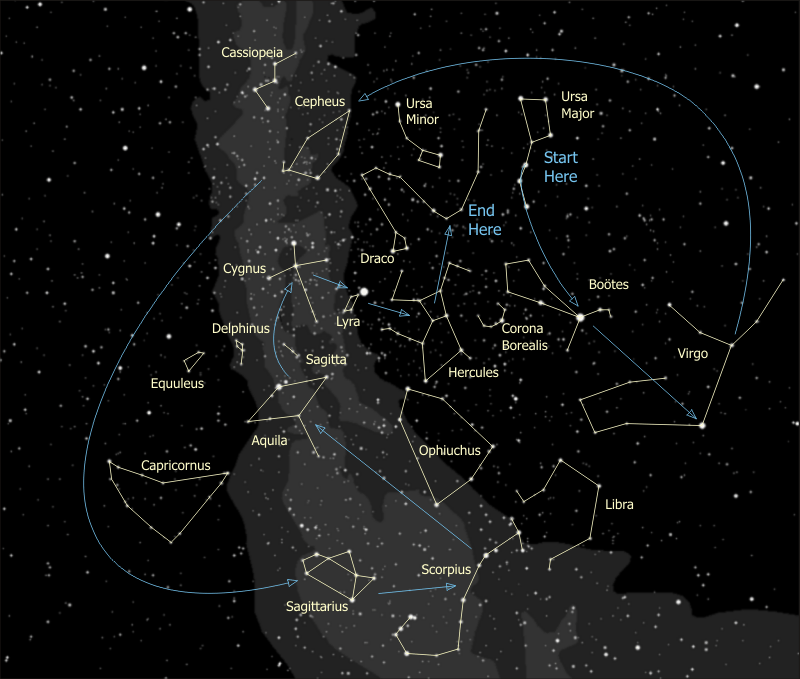 Cassiopeia
Cepheus
Ursa
Minor
Ursa
Major
Start
Here
End
Here
Draco
Cygnus
Boötes
Lyra
Corona
Borealis
Delphinus
Sagitta
Virgo
Equuleus
Hercules
Aquila
Ophiuchus
Capricornus
Libra
Scorpius
Sagittarius